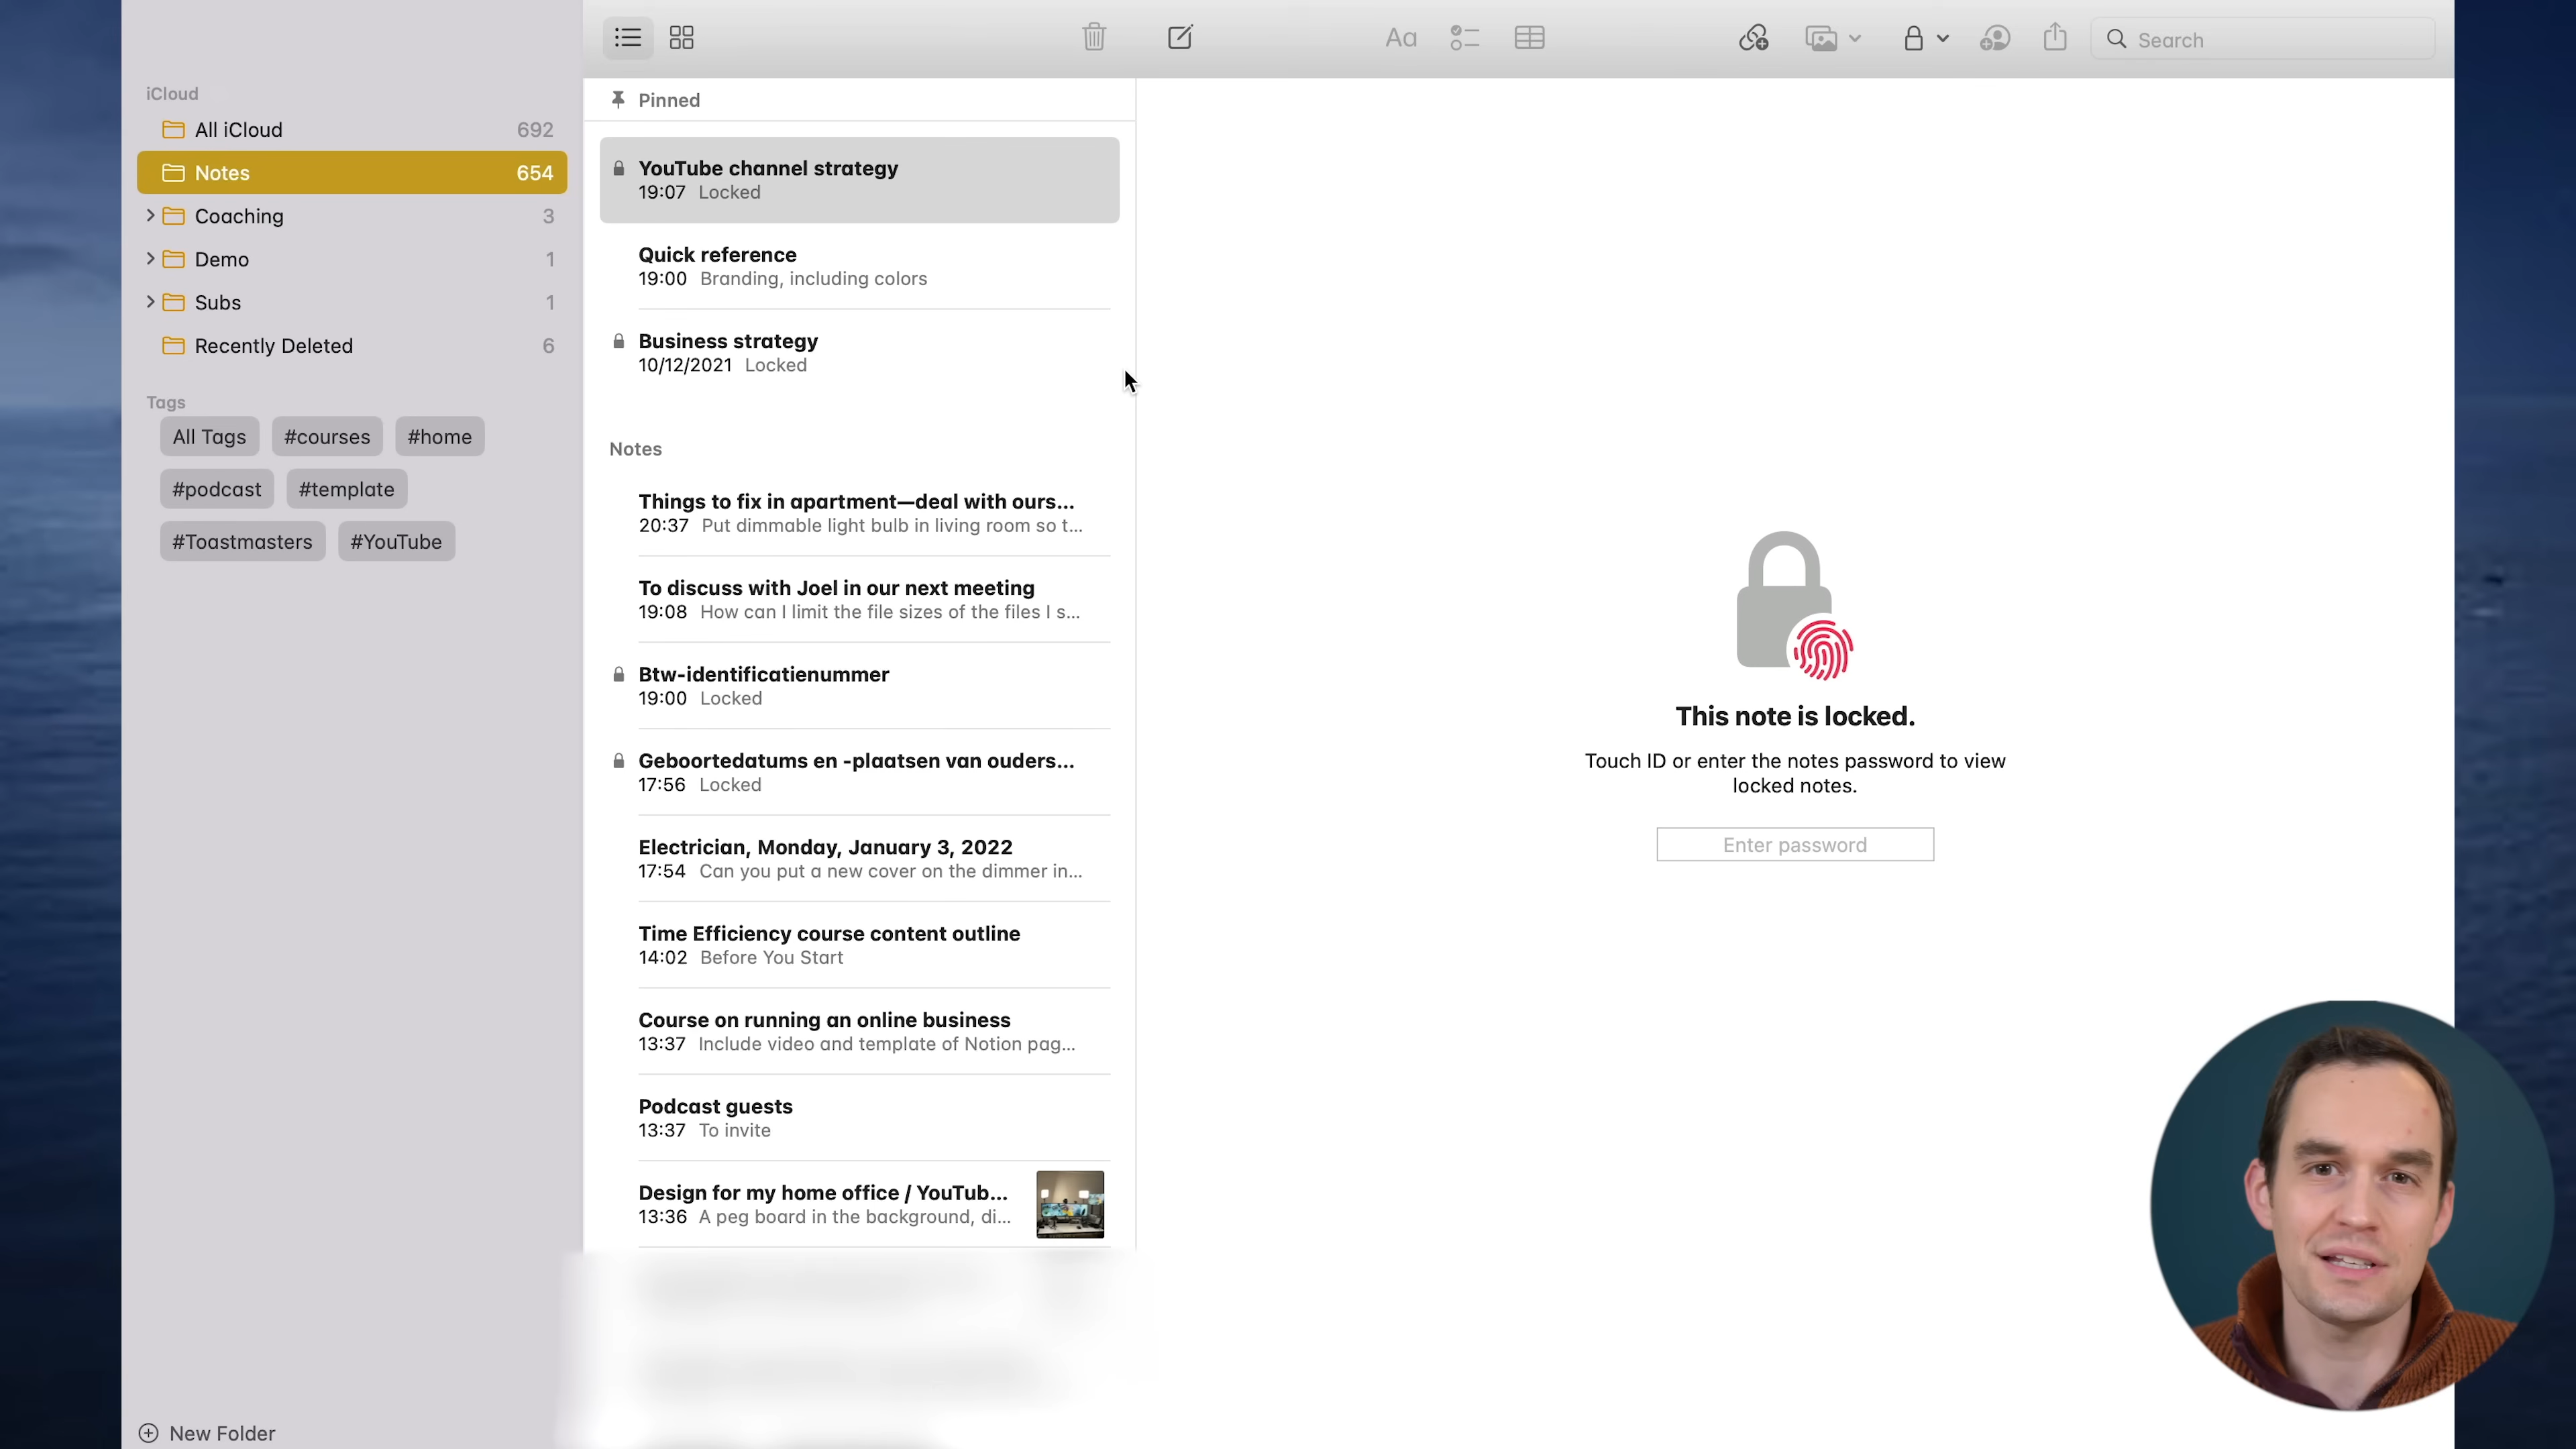 Aa
Search
iCloud
All iCloud 692
Notes 654
Coaching 3
Demo 1
Subs 1
Recently Deleted 6
Tags
All Tags #courses #home
#podcast #template
#Toastmasters #YouTube
New Folder
Pinned
YouTube channel strategy
19:07 Locked
Quick reference
19:00 Branding, including colors
Business strategy
10/12/2021 Locked
Notes
Things to fix in apartment—deal with ours...
20:37 Put dimmable light bulb in living room so t...
To discuss with Joel in our next meeting
19:08 How can I limit the file sizes of the files I s...
Btw-identificatienummer
19:00 Locked
Geboortedatums en -plaatsen van ouders...
17:56 Locked
Electrician, Monday, January 3, 2022
17:54 Can you put a new cover on the dimmer in...
Time Efficiency course content outline
14:02 Before You Start
Course on running an online business
13:37 Include video and template of Notion pag...
Podcast guests
13:37 To invite
Design for my home office / YouTub...
13:36 A peg board in the background, di...
This note is locked.
Touch ID or enter the notes password to view
locked notes.
Enter password